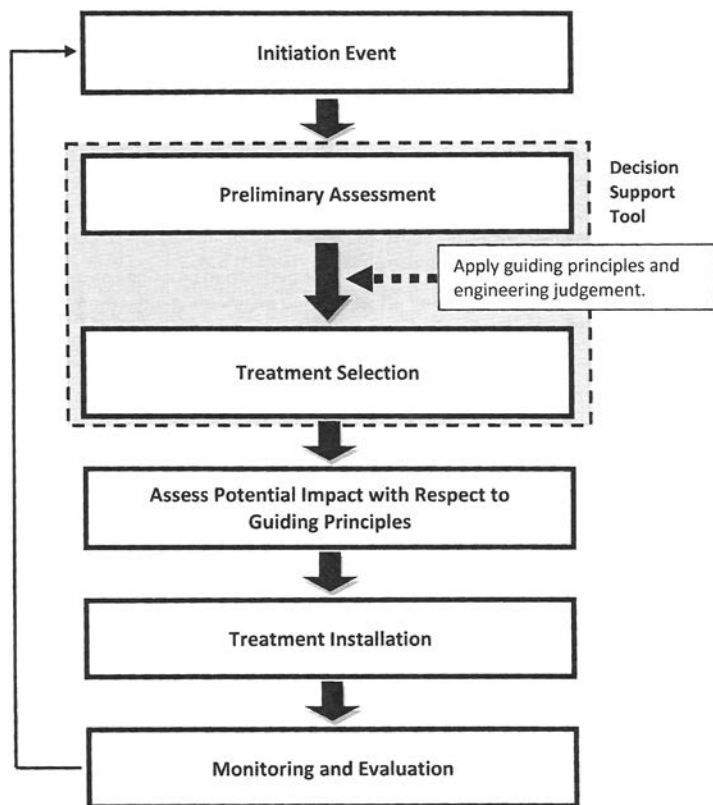 Initiation Event
Preliminary Assessment
Decision
Support
Tool
Apply guiding principles and
engineering judgement.
Treatment Selection
Assess Potential Impact with Respect to
Guiding Principles
Treatment Installation
Monitoring and Evaluation